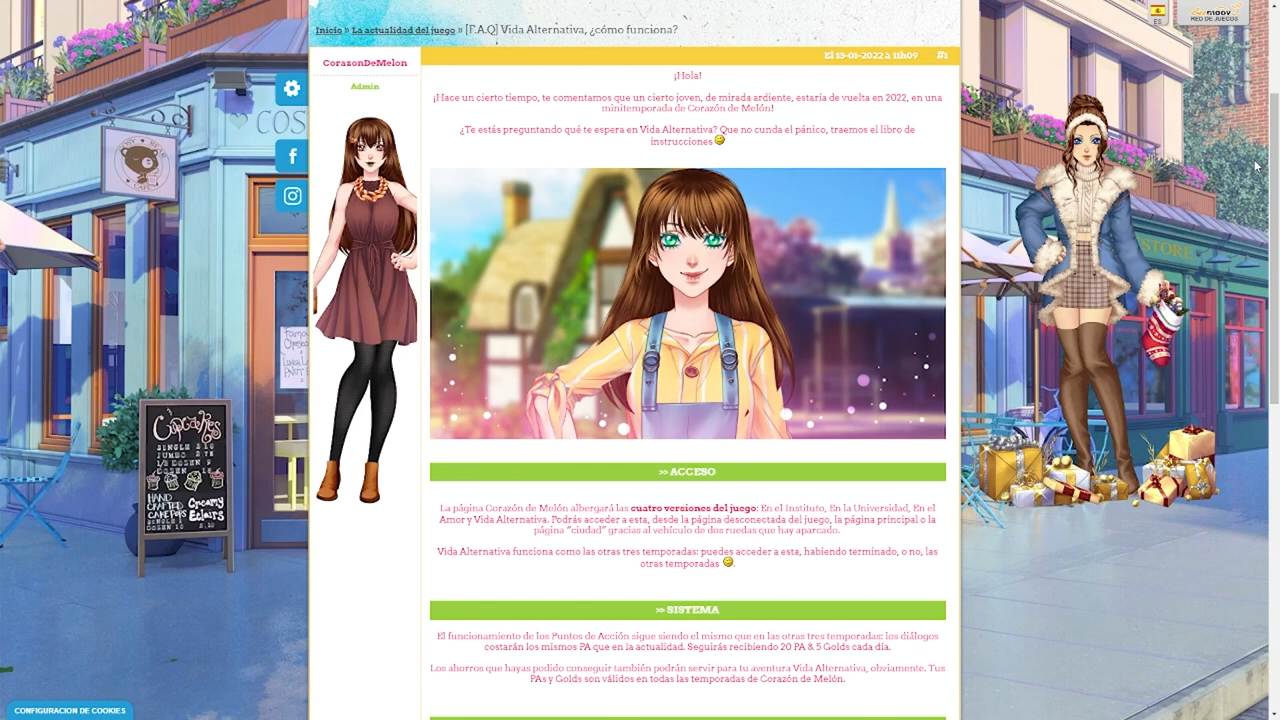 Inicio » La actualidad del juego » [F.A.Q] Vida Alternativa, ¿cómo funciona?
ES
RED DE JUEGOS
CorazonDeMelon
Admin
El 13-01-2022 à 11h09 #1
¡Hola!
¡Hace un cierto tiempo, te comentamos que un cierto joven, de mirada ardiente, estaría de vuelta en 2022, en una
minitemporada de Corazón de Melón!
¿Te estás preguntando qué te espera en Vida Alternativa? Que no cunda el pánico, traemos el libro de
instrucciones
>> ACCESO
La página Corazón de Melón albergará las cuatro versiones del juego: En el Instituto, En la Universidad, En el
Amor y Vida Alternativa. Podrás acceder a esta, desde la página desconectada del juego, la página principal o la
página "ciudad" gracias al vehículo de dos ruedas que hay aparcado.
Vida Alternativa funciona como las otras tres temporadas: puedes acceder a esta, habiendo terminado, o no, las
otras temporadas .
>> SISTEMA
El funcionamiento de los Puntos de Acción sigue siendo el mismo que en las otras tres temporadas: los diálogos
costarán los mismos PA que en la actualidad. Seguirás recibiendo 20 PA & 5 Golds cada día.
Los ahorros que hayas podido conseguir también podrán servir para tu aventura Vida Alternativa, obviamente. Tus
PAs y Golds son válidos en todas las temporadas de Corazón de Melón.
COS
CAFE
STORE
Cupcakes
HAND
CRAFTED
Creamy
Eclairs
CONFIGURACION DE COOKIES